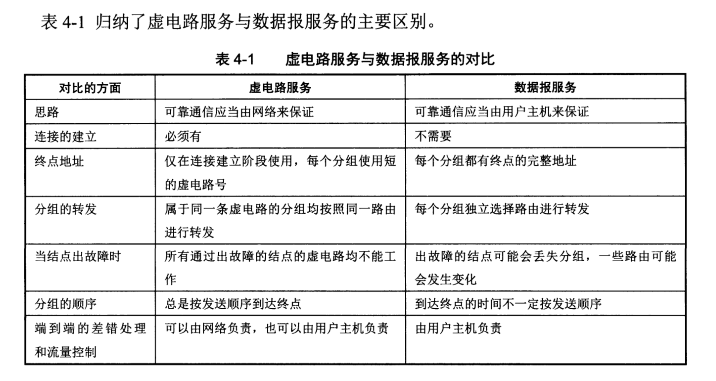 表 4-1 归纳了虚电路服务与数据报服务的主要区别。
表 4-1 虚电路服务与数据报服务的对比
对比的方面 虚电路服务 数据报服务
思路 可靠通信应当由网络来保证 可靠通信应当由用户主机来保证
连接的建立 必须有 不需要
终点地址 仅在连接建立阶段使用，每个分组使用短 每个分组都有终点的完整地址
的虚电路号
分组的转发 属于同一条虚电路的分组均按照同一路由 每个分组独立选择路由进行转发
进行转发
当结点出故障时 所有通过出故障的结点的虚电路均不能工 出故障的结点可能会丢失分组，一些路由可能
作 会发生变化
分组的顺序 总是按发送顺序到达终点 到达终点的时间不一定按发送顺序
端到端的差错处理 可以由网络负责，也可以由用户主机负责 由用户主机负责
和流量控制